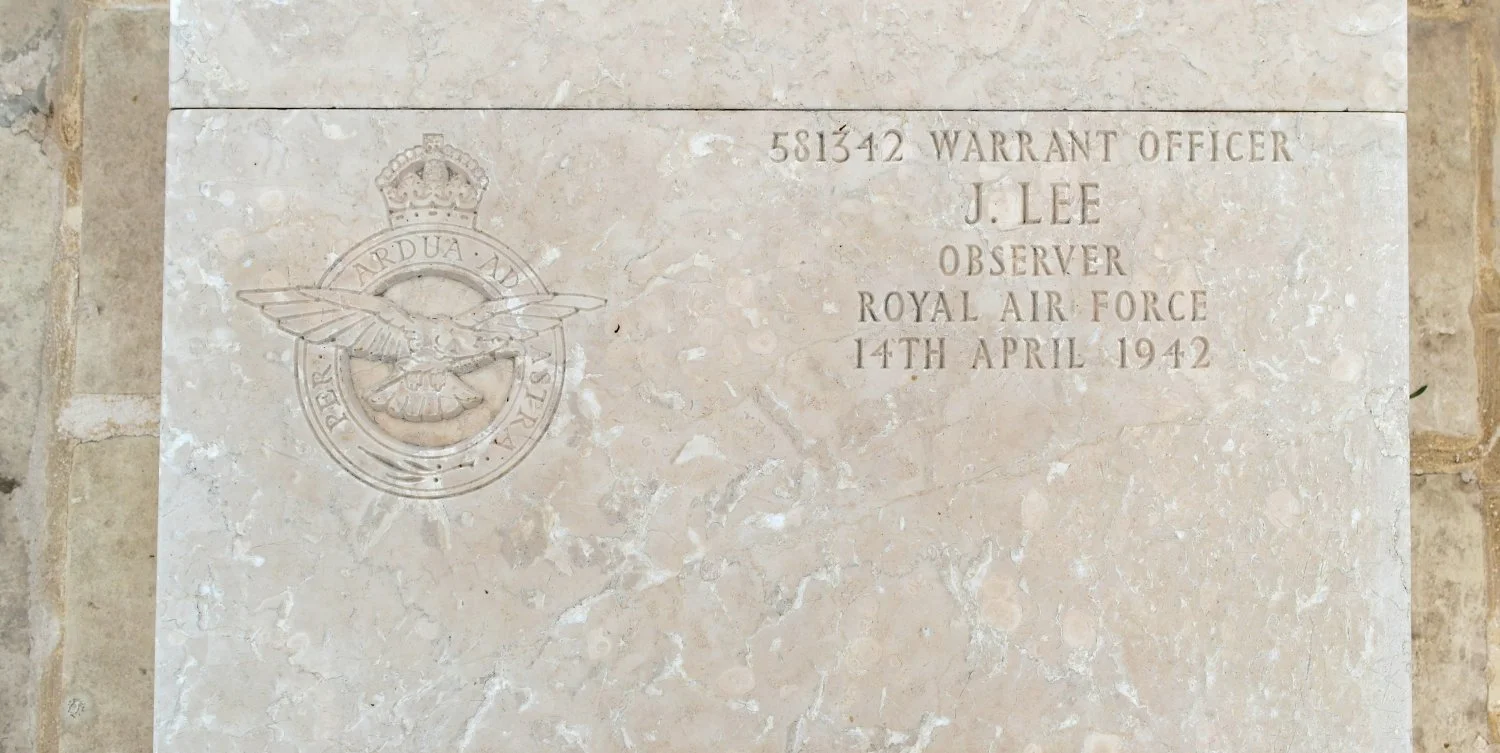 PER · ARDUA · AD · ASTRA
581342 WARRANT OFFICER
J. LEE
OBSERVER
ROYAL AIR FORCE
14TH APRIL 1942